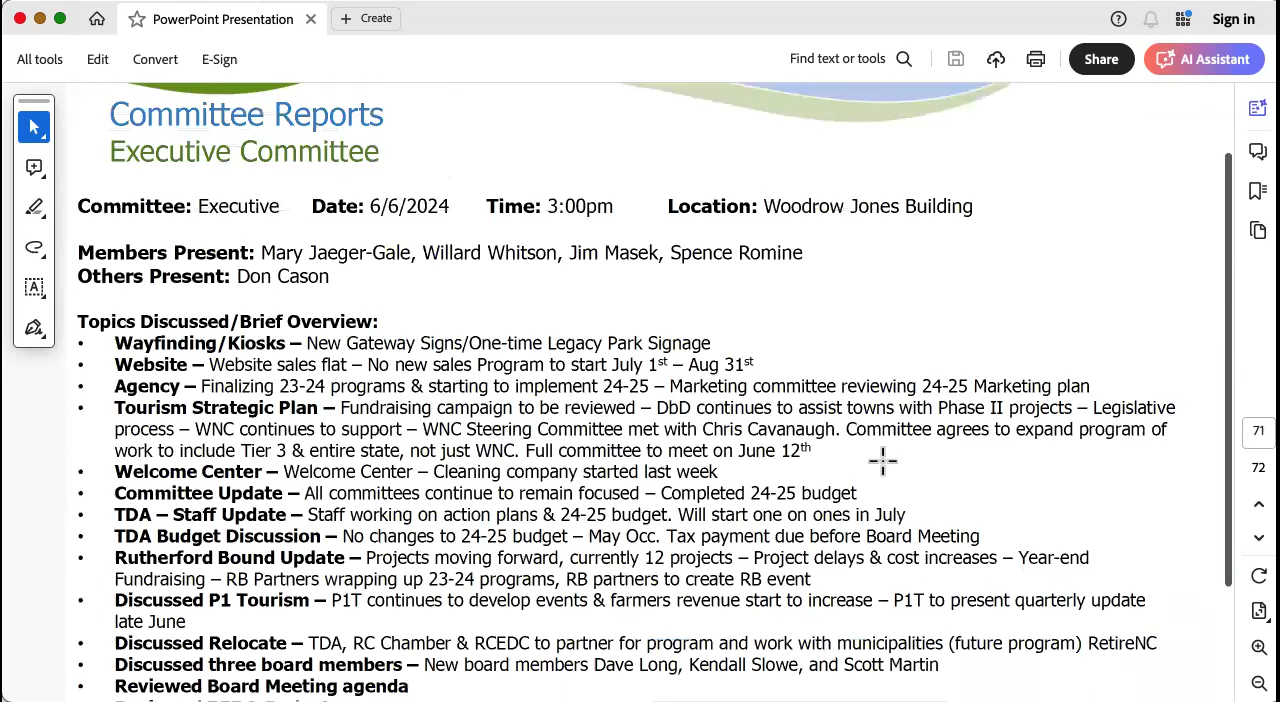 PowerPoint Presentation
Create
Sign in
All tools Edit Convert E-Sign
Find text or tools
Share
AI Assistant
Committee Reports
Executive Committee
Committee: Executive Date: 6/6/2024 Time: 3:00pm Location: Woodrow Jones Building
Members Present: Mary Jaeger-Gale, Willard Whitson, Jim Masek, Spence Romine
Others Present: Don Cason
Topics Discussed/Brief Overview:
• Wayfinding/Kiosks – New Gateway Signs/One-time Legacy Park Signage
• Website – Website sales flat – No new sales Program to start July 1st – Aug 31st
• Agency – Finalizing 23-24 programs & starting to implement 24-25 – Marketing committee reviewing 24-25 Marketing plan
• Tourism Strategic Plan – Fundraising campaign to be reviewed – DbD continues to assist towns with Phase II projects – Legislative
process – WNC continues to support – WNC Steering Committee met with Chris Cavanaugh. Committee agrees to expand program of
work to include Tier 3 & entire state, not just WNC. Full committee to meet on June 12th
• Welcome Center – Welcome Center – Cleaning company started last week
• Committee Update – All committees continue to remain focused – Completed 24-25 budget
• TDA – Staff Update – Staff working on action plans & 24-25 budget. Will start one on ones in July
• TDA Budget Discussion – No changes to 24-25 budget – May Occ. Tax payment due before Board Meeting
• Rutherford Bound Update – Projects moving forward, currently 12 projects – Project delays & cost increases – Year-end
Fundraising – RB Partners wrapping up 23-24 programs, RB partners to create RB event
• Discussed P1 Tourism – P1T continues to develop events & farmers revenue start to increase – P1T to present quarterly update
late June
• Discussed Relocate – TDA, RC Chamber & RCEDC to partner for program and work with municipalities (future program) RetireNC
• Discussed three board members – New board members Dave Long, Kendall Slowe, and Scott Martin
• Reviewed Board Meeting agenda
71
72